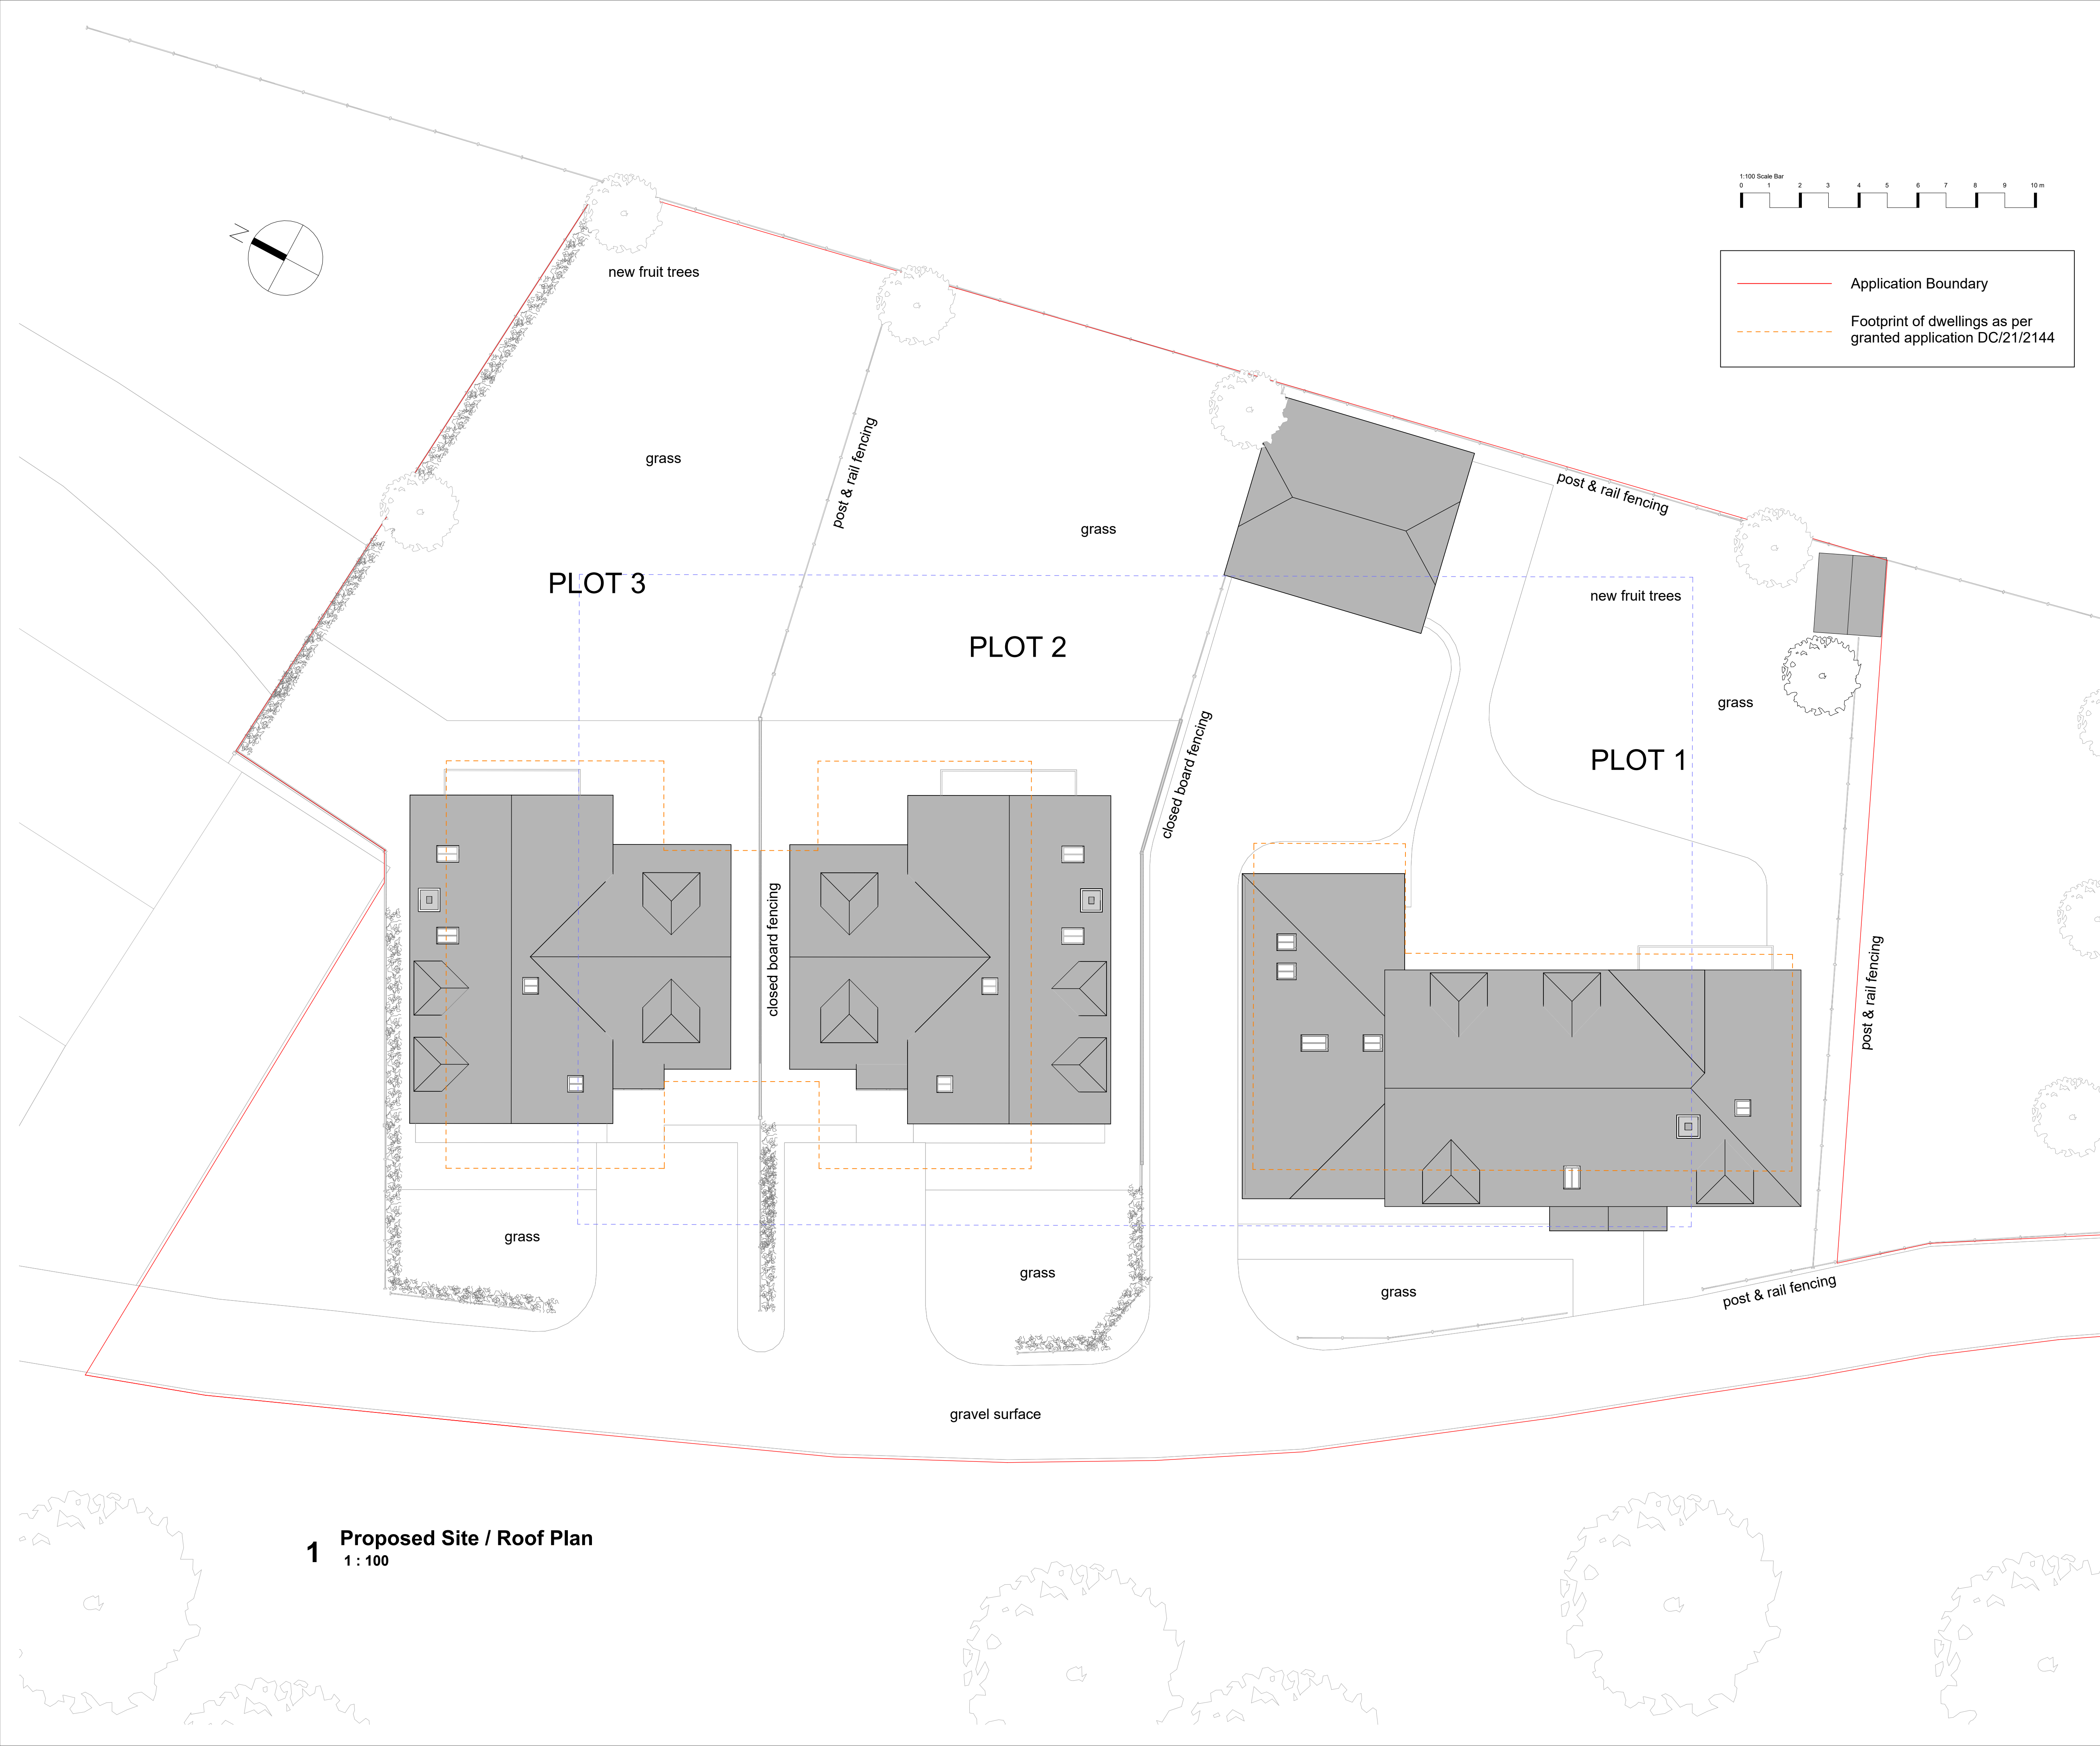 N
1:100 Scale Bar
0 1 2 3 4 5 6 7 8 9 10 m
Application Boundary
Footprint of dwellings as per
granted application DC/21/2144
new fruit trees
grass
post & rail fencing
grass
post & rail fencing
PLOT 3
new fruit trees
PLOT 2
grass
closed board fencing
PLOT 1
closed board fencing
post & rail fencing
grass
grass
grass
post & rail fencing
gravel surface
1 Proposed Site / Roof Plan
1 : 100